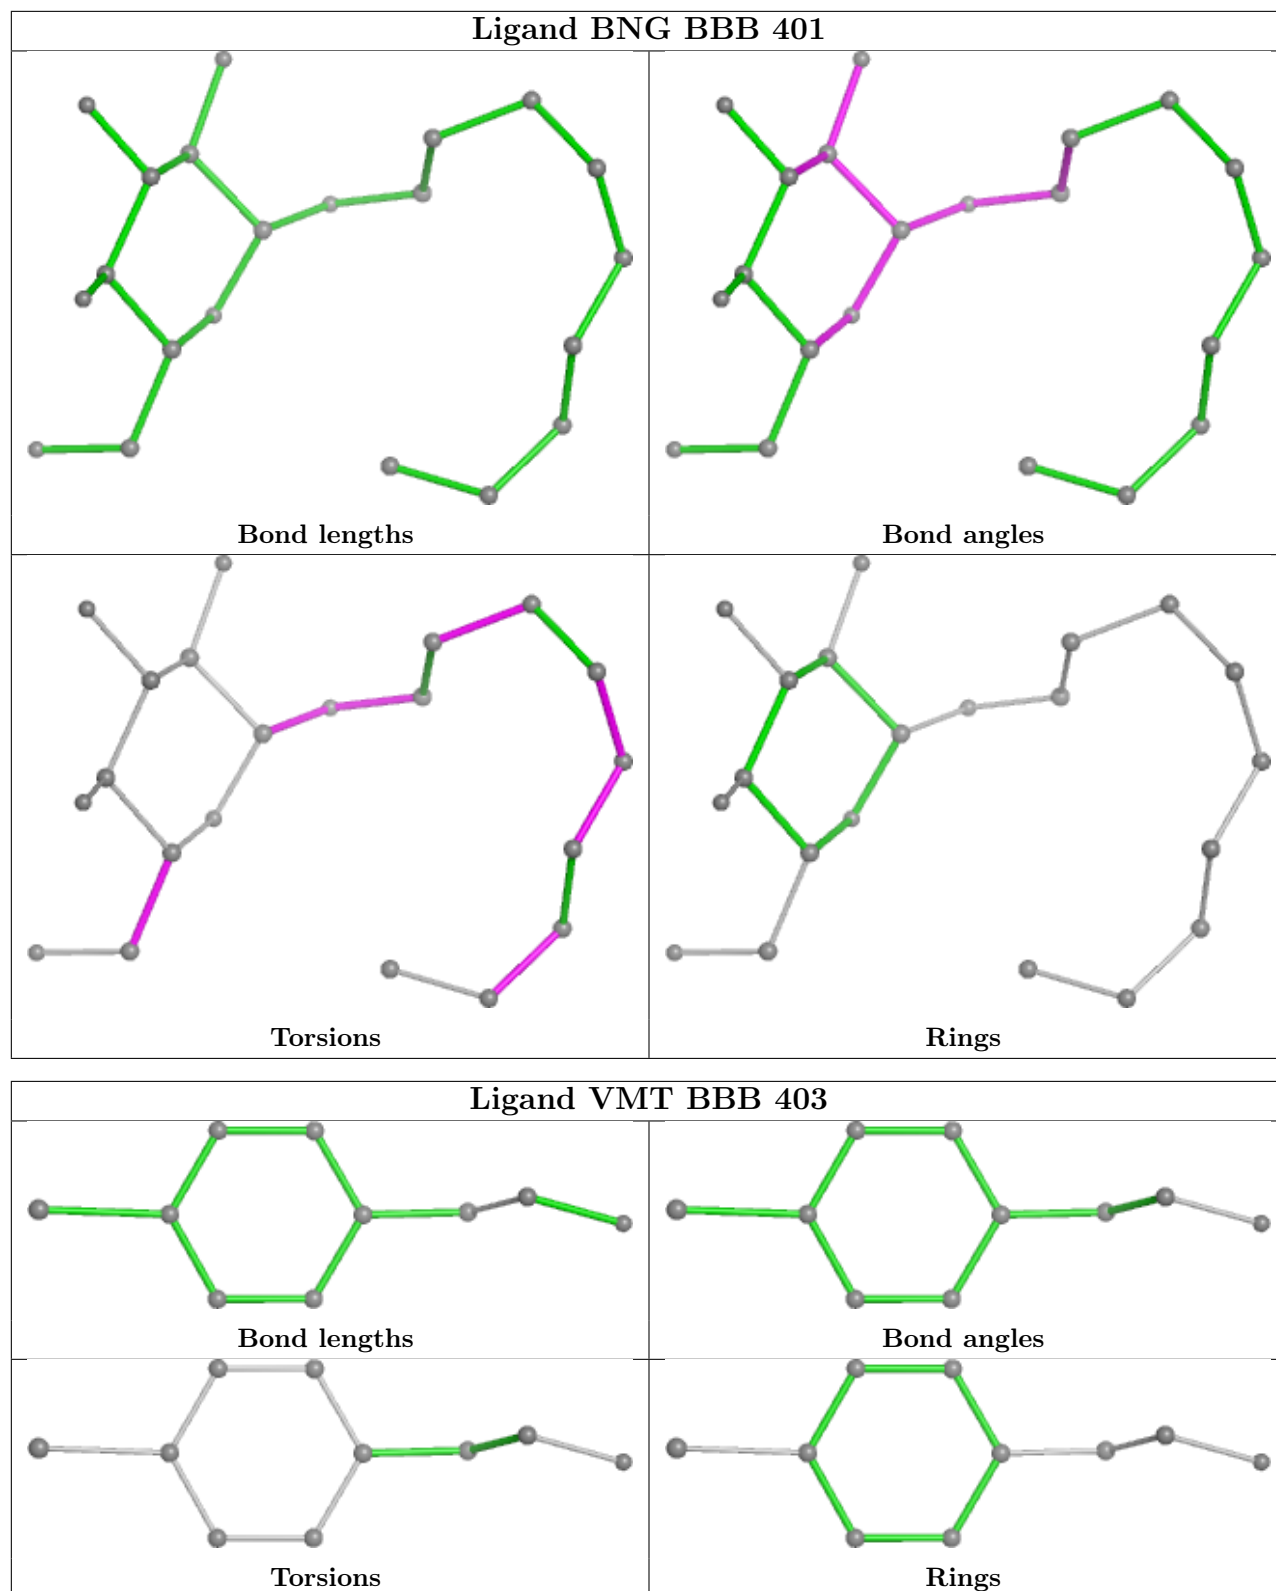 Ligand BNG BBB 401
Bond lengths
Bond angles
Torsions
Rings
Ligand VMT BBB 403
Bond lengths
Bond angles
Torsions
Rings